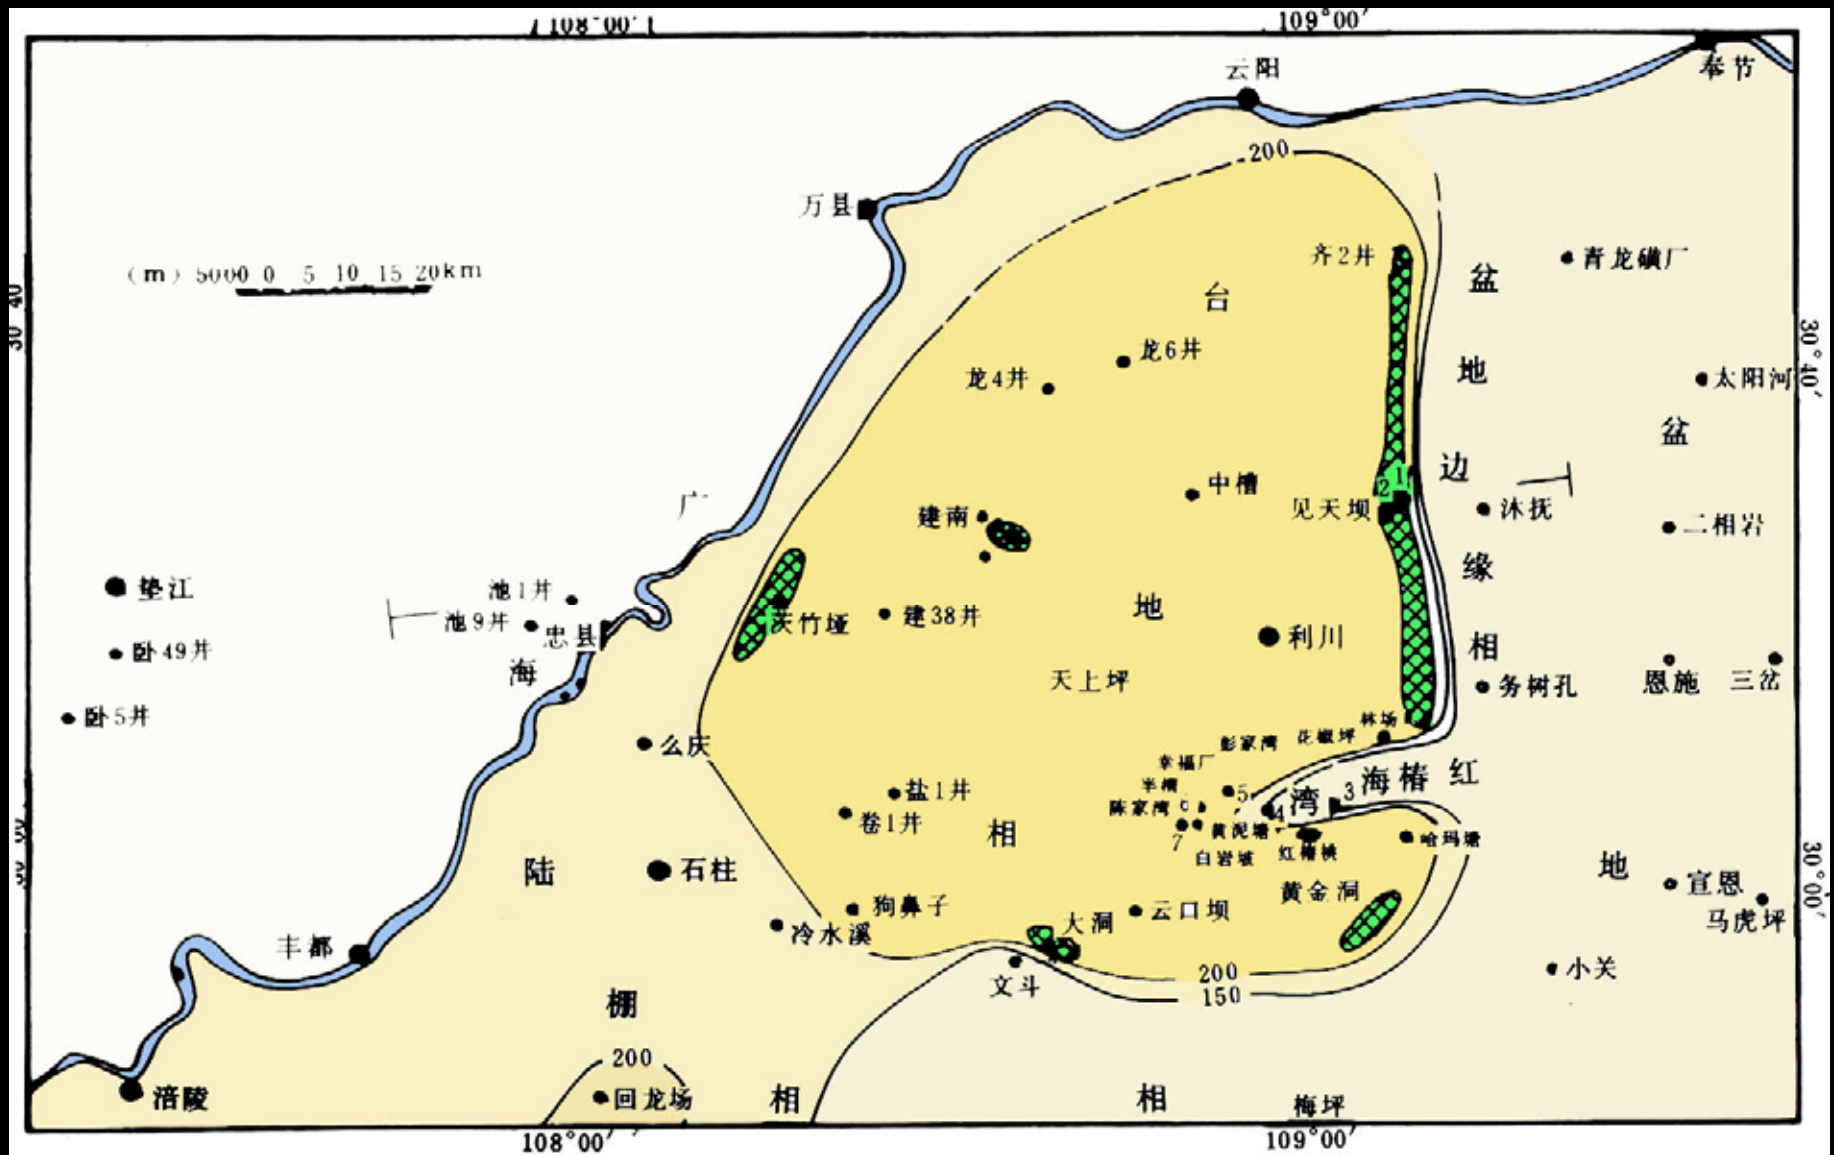 108°00′
109°00′
云阳
奉节
200
万县
齐2井
青龙磺厂
盆
(m) 5000 0 5 10 15 20km
台
30°40′
龙6井
地
龙4井
太阳河
盆
中槽
边
1
2
广
建南
见天坝
沐抚
二相岩
缘
垫江
池1井
地
池9井
忠县
茨竹垭
建38井
利川
卧49井
相
海
天上坪
务树孔
恩施
三岔
卧5井
林场
么庆
彭家湾
花椒坪
幸福厂
海椿红
半槽
盐1井
5
湾
3
陈家湾
4
卷1井
相
7
黄泥塘
哈玛塘
白岩坡
陆
石柱
地
宣恩
30°00′
黄金洞
狗鼻子
云口坝
马虎坪
冷水溪
大洞
丰都
小关
200
文斗
150
棚
200
涪陵
回龙场
相
相
梅坪
108°00′
109°00′